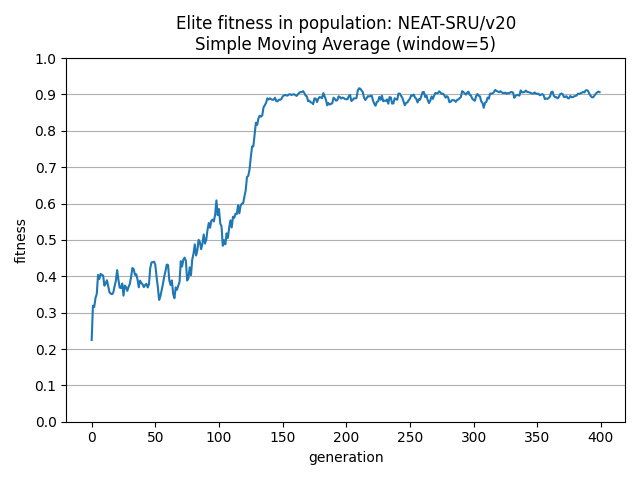 Elite fitness in population: NEAT-SRU/v20
Simple Moving Average (window=5)
1.0
0.9
0.8
0.7
0.6
0.5
0.4
0.3
0.2
0.1
0.0
fitness
0 50 100 150 200 250 300 350 400
generation